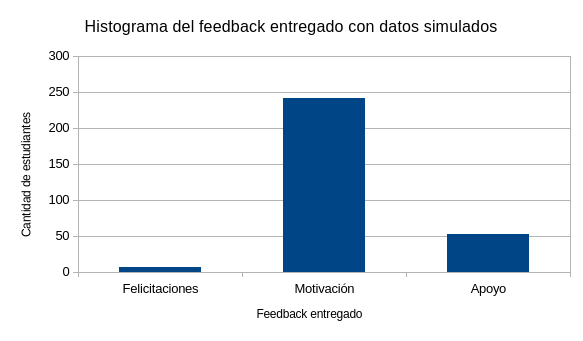 Histograma del feedback entregado con datos simulados
300
250
200
150
100
50
0
Cantidad de estudiantes
Felicitaciones
Motivación
Apoyo
Feedback entregado